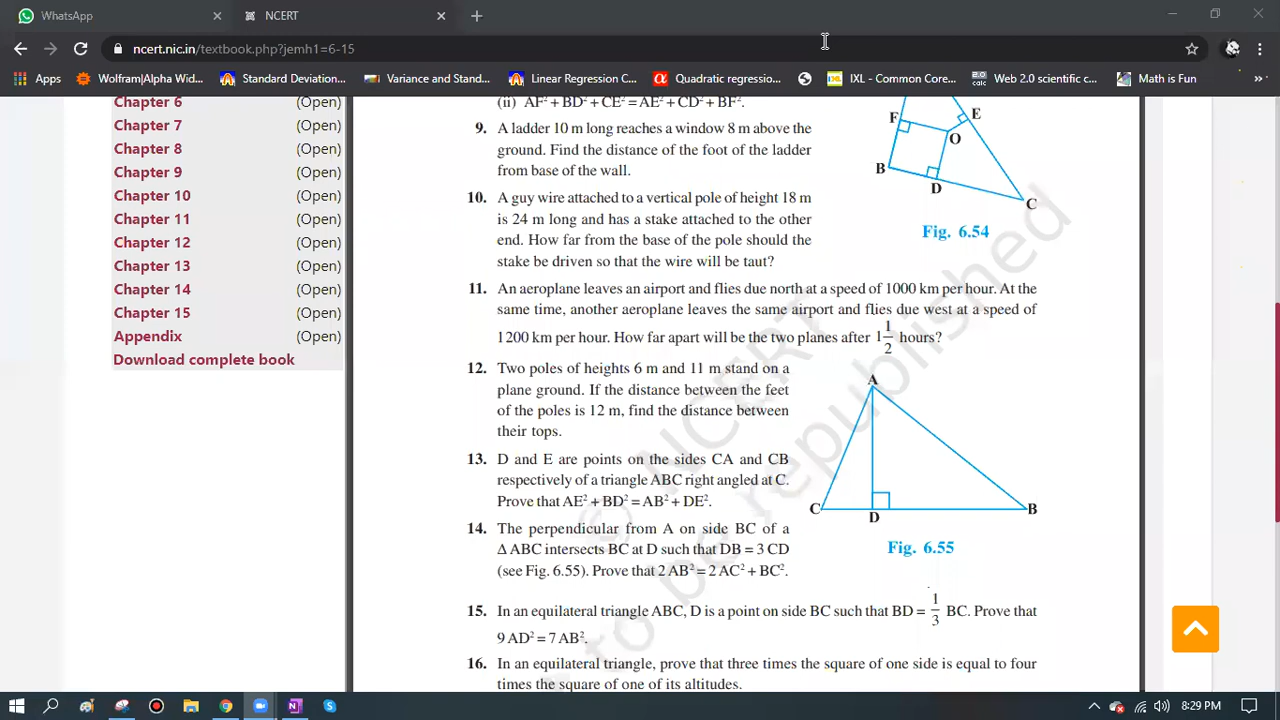 WhatsApp
NCERT
ncert.nic.in/textbook.php?jemh1=6-15
Apps
Wolfram|Alpha Wid...
Standard Deviation...
Variance and Stand...
Linear Regression C...
Quadratic regressio...
IXL - Common Core...
Web 2.0 scientific c...
Math is Fun
»
Chapter 6 (Open)
Chapter 7 (Open)
Chapter 8 (Open)
Chapter 9 (Open)
Chapter 10 (Open)
Chapter 11 (Open)
Chapter 12 (Open)
Chapter 13 (Open)
Chapter 14 (Open)
Chapter 15 (Open)
Appendix (Open)
Download complete book
(ii) AF² + BD² + CE² = AE² + CD² + BF².
9. A ladder 10 m long reaches a window 8 m above the
ground. Find the distance of the foot of the ladder
from base of the wall.
10. A guy wire attached to a vertical pole of height 18 m
is 24 m long and has a stake attached to the other
end. How far from the base of the pole should the
stake be driven so that the wire will be taut?
F
E
O
B
D
C
Fig. 6.54
11. An aeroplane leaves an airport and flies due north at a speed of 1000 km per hour. At the
same time, another aeroplane leaves the same airport and flies due west at a speed of
1200 km per hour. How far apart will be the two planes after 1 1/2 hours?
12. Two poles of heights 6 m and 11 m stand on a
plane ground. If the distance between the feet
of the poles is 12 m, find the distance between
their tops.
13. D and E are points on the sides CA and CB
respectively of a triangle ABC right angled at C.
Prove that AE² + BD² = AB² + DE².
14. The perpendicular from A on side BC of a
Δ ABC intersects BC at D such that DB = 3 CD
(see Fig. 6.55). Prove that 2 AB² = 2 AC² + BC².
A
C
D
B
Fig. 6.55
15. In an equilateral triangle ABC, D is a point on side BC such that BD = 1/3 BC. Prove that
9 AD² = 7 AB².
16. In an equilateral triangle, prove that three times the square of one side is equal to four
times the square of one of its altitudes.
© NCERT
to be republished
8:29 PM